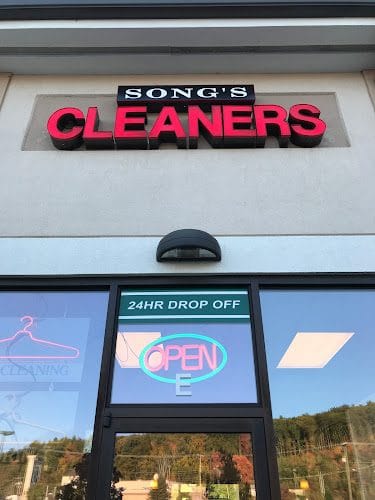 SONG'S
CLEANERS
24HR DROP OFF
OPEN
E
CLEANING